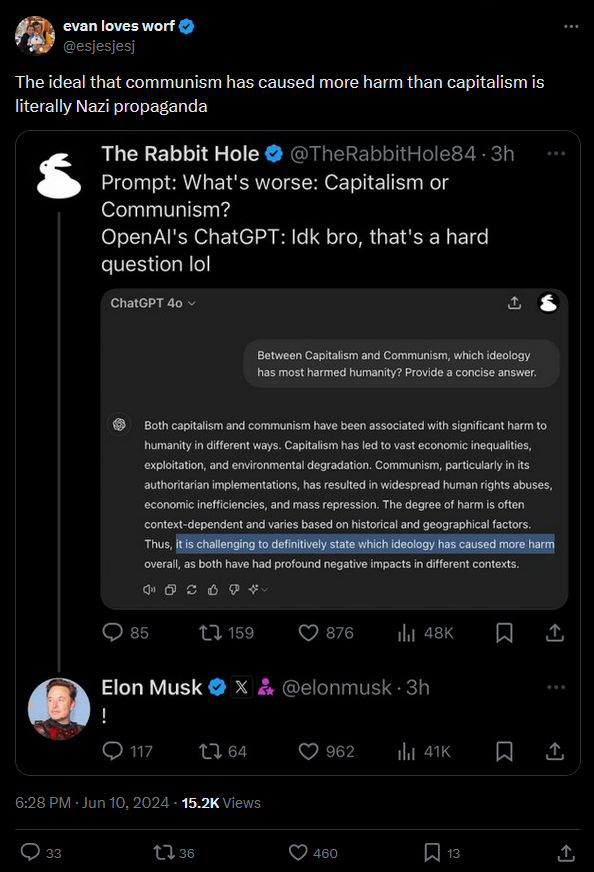 evan loves worf
@esjesjesj
The ideal that communism has caused more harm than capitalism is
literally Nazi propaganda
The Rabbit Hole @TheRabbitHole84 · 3h
Prompt: What's worse: Capitalism or
Communism?
OpenAI's ChatGPT: Idk bro, that's a hard
question lol
ChatGPT 4o
Between Capitalism and Communism, which ideology
has most harmed humanity? Provide a concise answer.
Both capitalism and communism have been associated with significant harm to
humanity in different ways. Capitalism has led to vast economic inequalities,
exploitation, and environmental degradation. Communism, particularly in its
authoritarian implementations, has resulted in widespread human rights abuses,
economic inefficiencies, and mass repression. The degree of harm is often
context-dependent and varies based on historical and geographical factors.
Thus, it is challenging to definitively state which ideology has caused more harm
overall, as both have had profound negative impacts in different contexts.
85 159 876 48K
Elon Musk X @elonmusk · 3h
!
117 64 962 41K
6:28 PM · Jun 10, 2024 · 15.2K Views
33 36 460 13